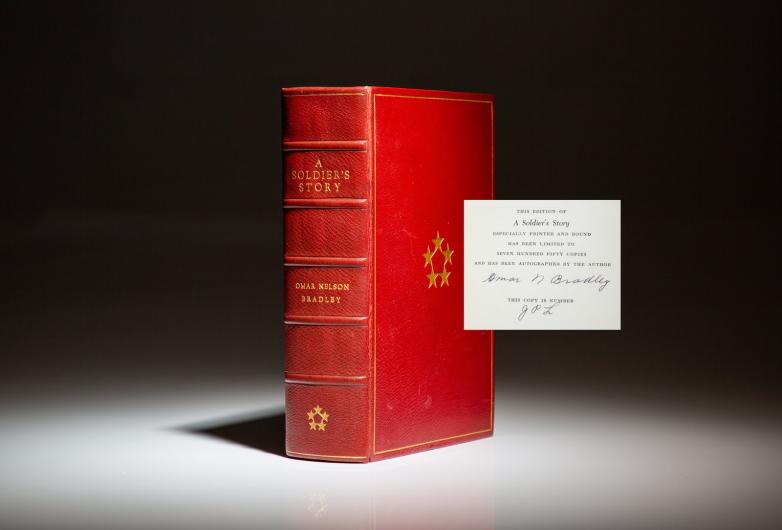 A
SOLDIER'S
STORY
OMAR NELSON
BRADLEY
THIS EDITION OF
A Soldier's Story
ESPECIALLY PRINTED AND BOUND
HAS BEEN LIMITED TO
SEVEN HUNDRED FIFTY COPIES
AND HAS BEEN AUTOGRAPHED BY THE AUTHOR
Omar N Bradley
THIS COPY IS NUMBER
J P L